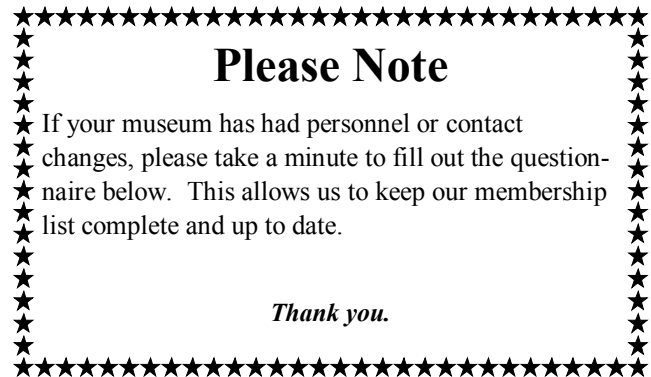 Please Note
If your museum has had personnel or contact
changes, please take a minute to fill out the question-
naire below.  This allows us to keep our membership
list complete and up to date.
Thank you.